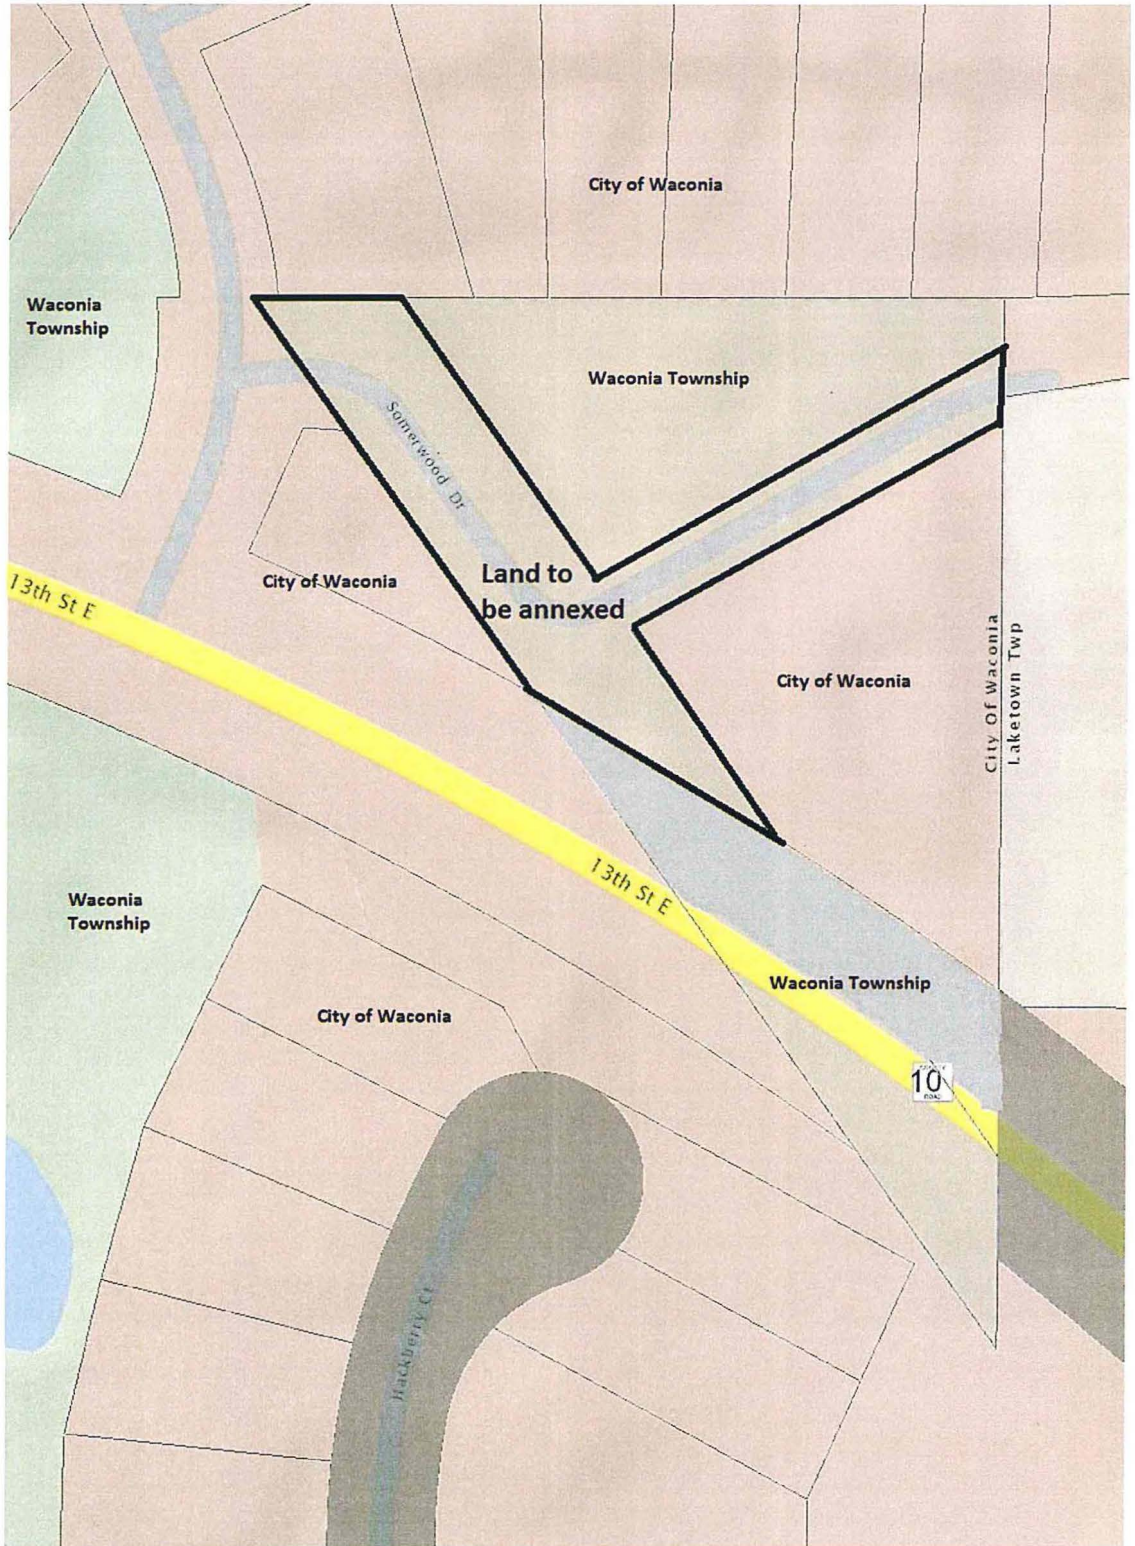 City of Waconia
Waconia
Township
Waconia Township
Somerwood Dr
13th St E
City of Waconia
Land to
be annexed
City of Waconia
City Of Waconia
Laketown Twp
13th St E
Waconia
Township
Waconia Township
City of Waconia
10
ROAD
Hackberry Ct